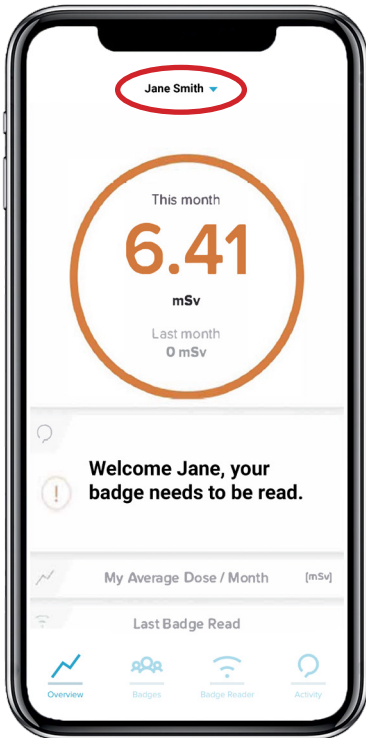 Jane Smith
This month
6.41
mSv
Last month
0 mSv
!
Welcome Jane, your
badge needs to be read.
My Average Dose / Month [mSv]
Last Badge Read
Overview Badges Badge Reader Activity